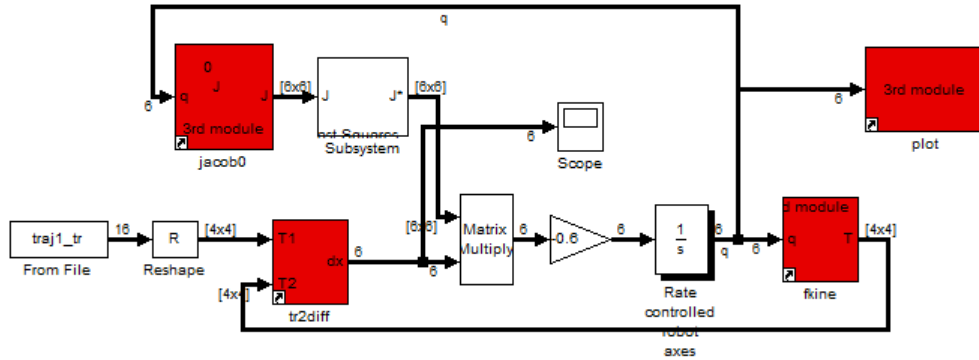 q
0
J
q
J
3rd module
6
jacob0
[6x6]
J
J*
Subsystem
[6x6]
6
Scope
3rd module
6
plot
traj1_tr
From File
16
R
Reshape
[4x4]
T1
dx
T2
[4x4]
tr2diff
6
6
[6x6]
Matrix
Multiply
6
-0.6
6
1
s
6
q
Rate
controlled
robot
axes
6
d module
q
T
fkine
[4x4]